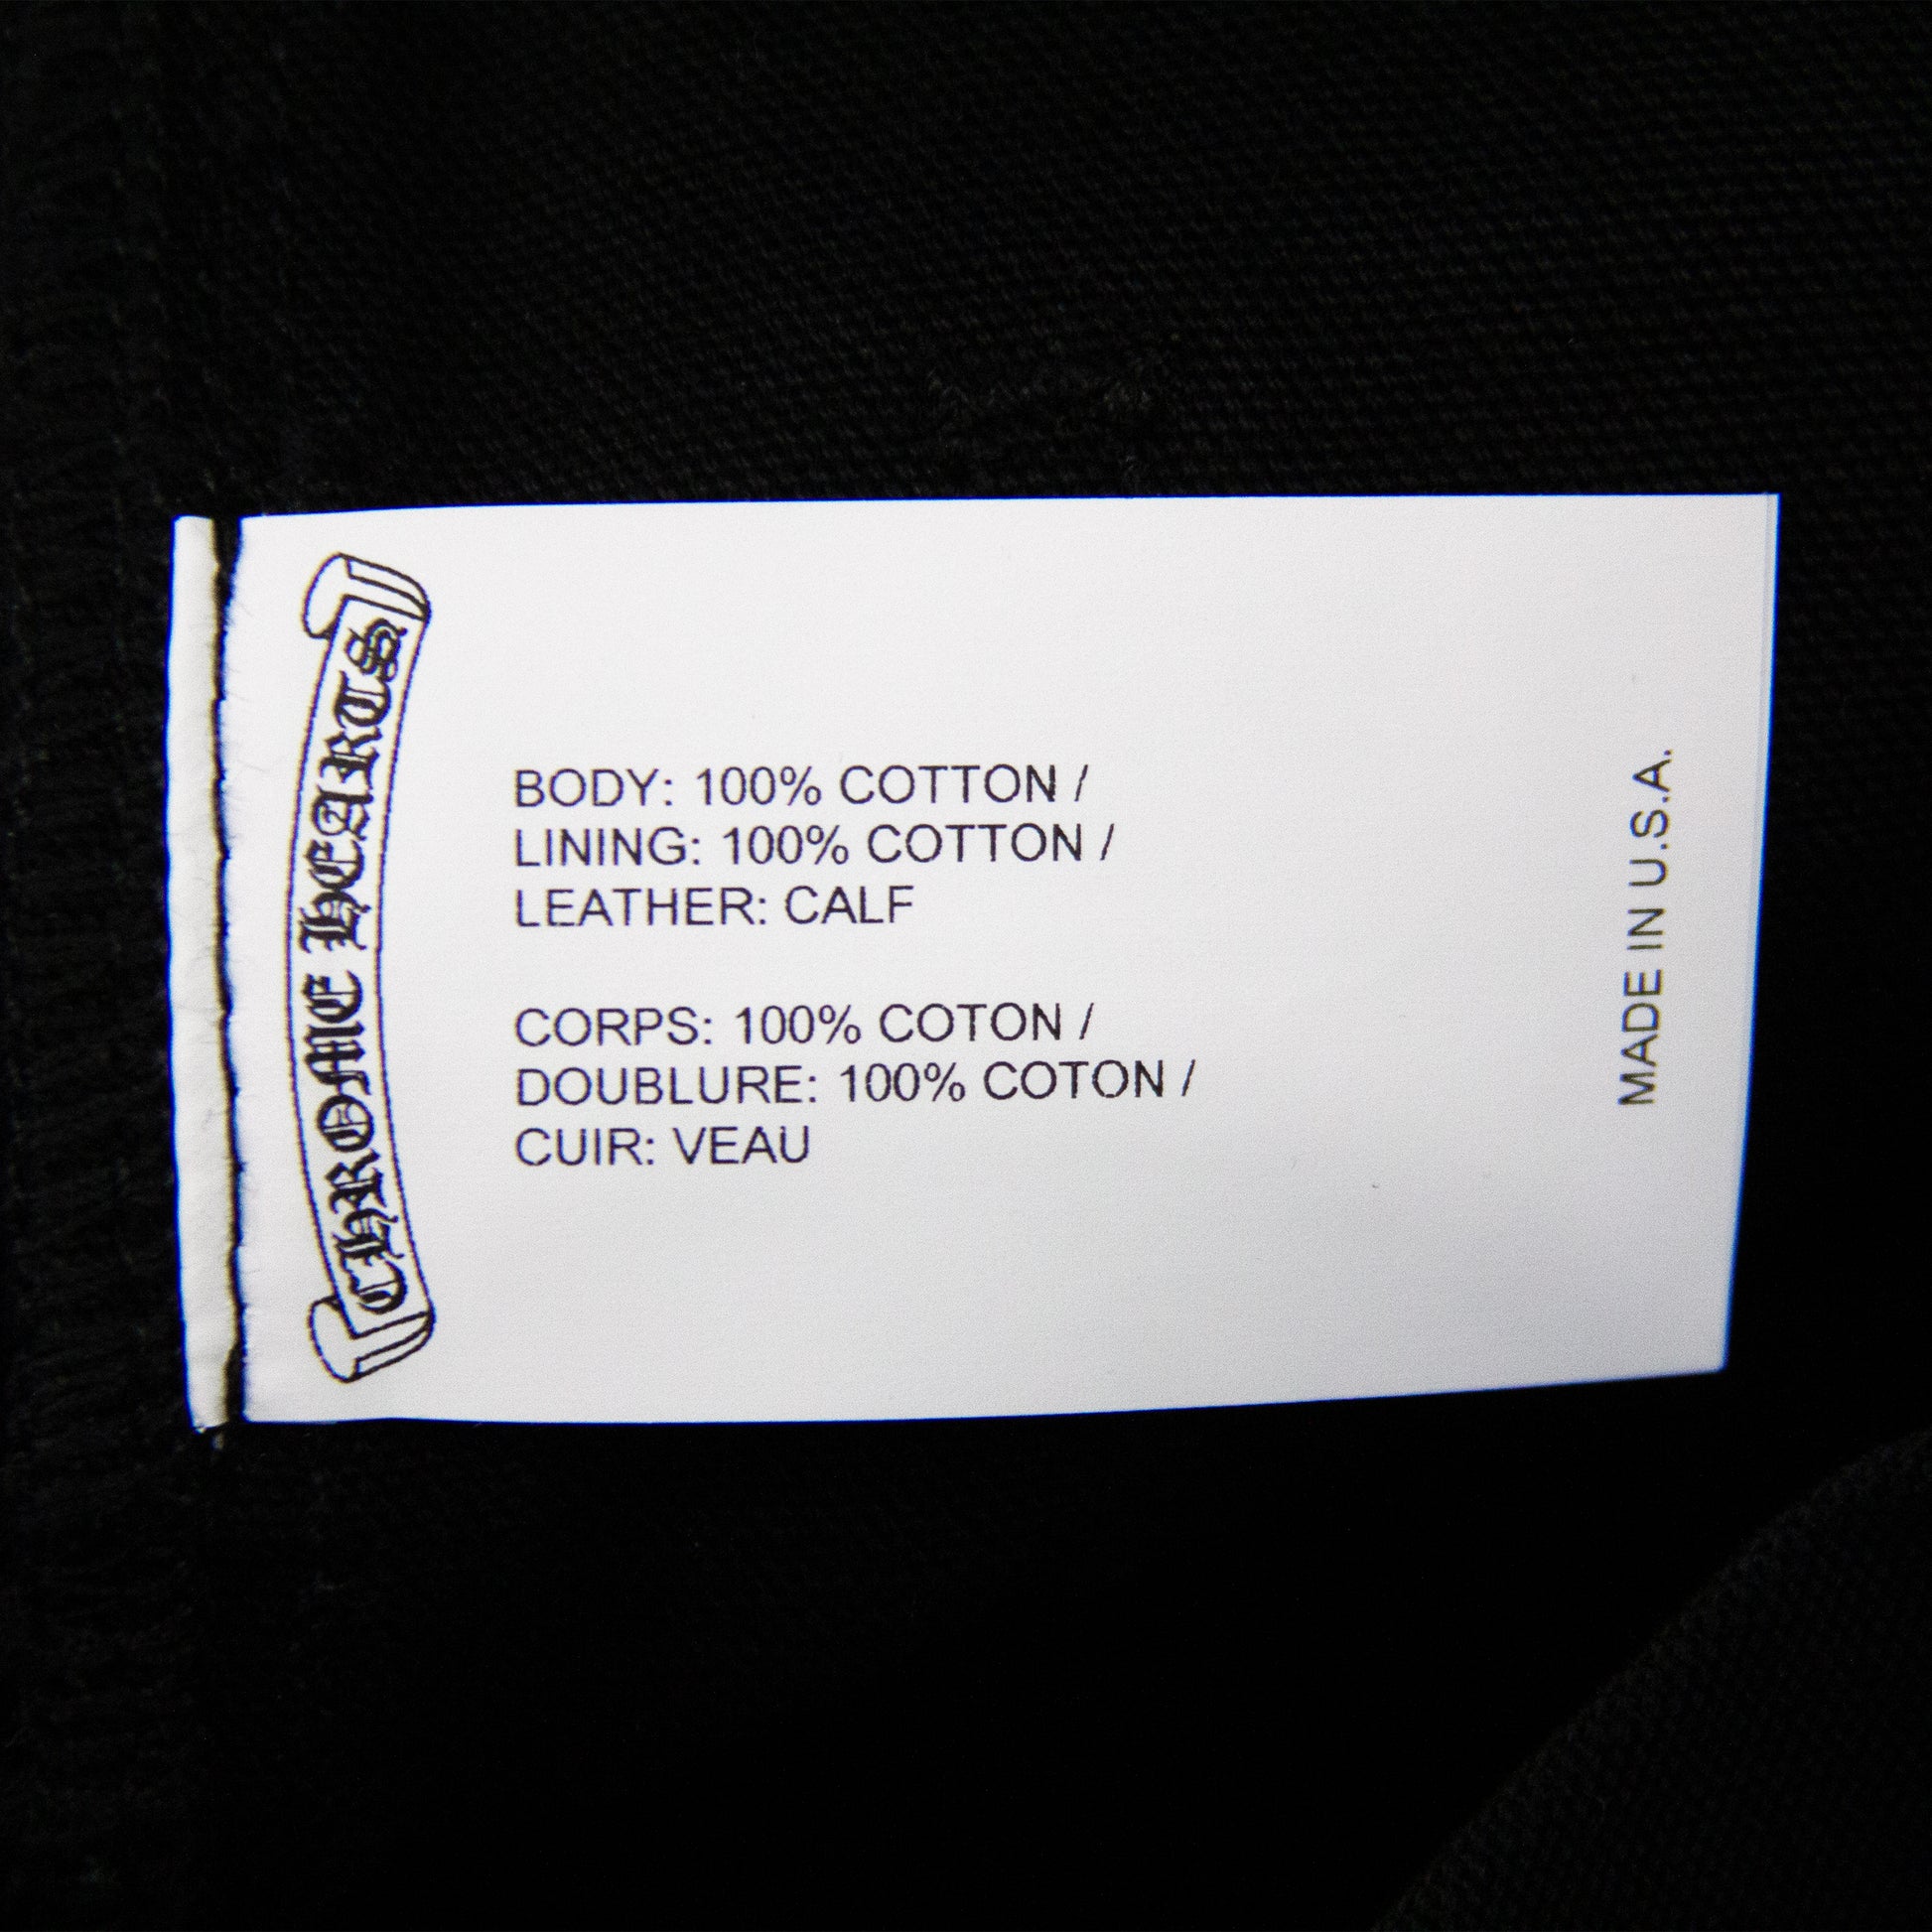 CHROME HEARTS
BODY: 100% COTTON /
LINING: 100% COTTON /
LEATHER: CALF
CORPS: 100% COTON /
DOUBLURE: 100% COTON /
CUIR: VEAU
MADE IN U.S.A.